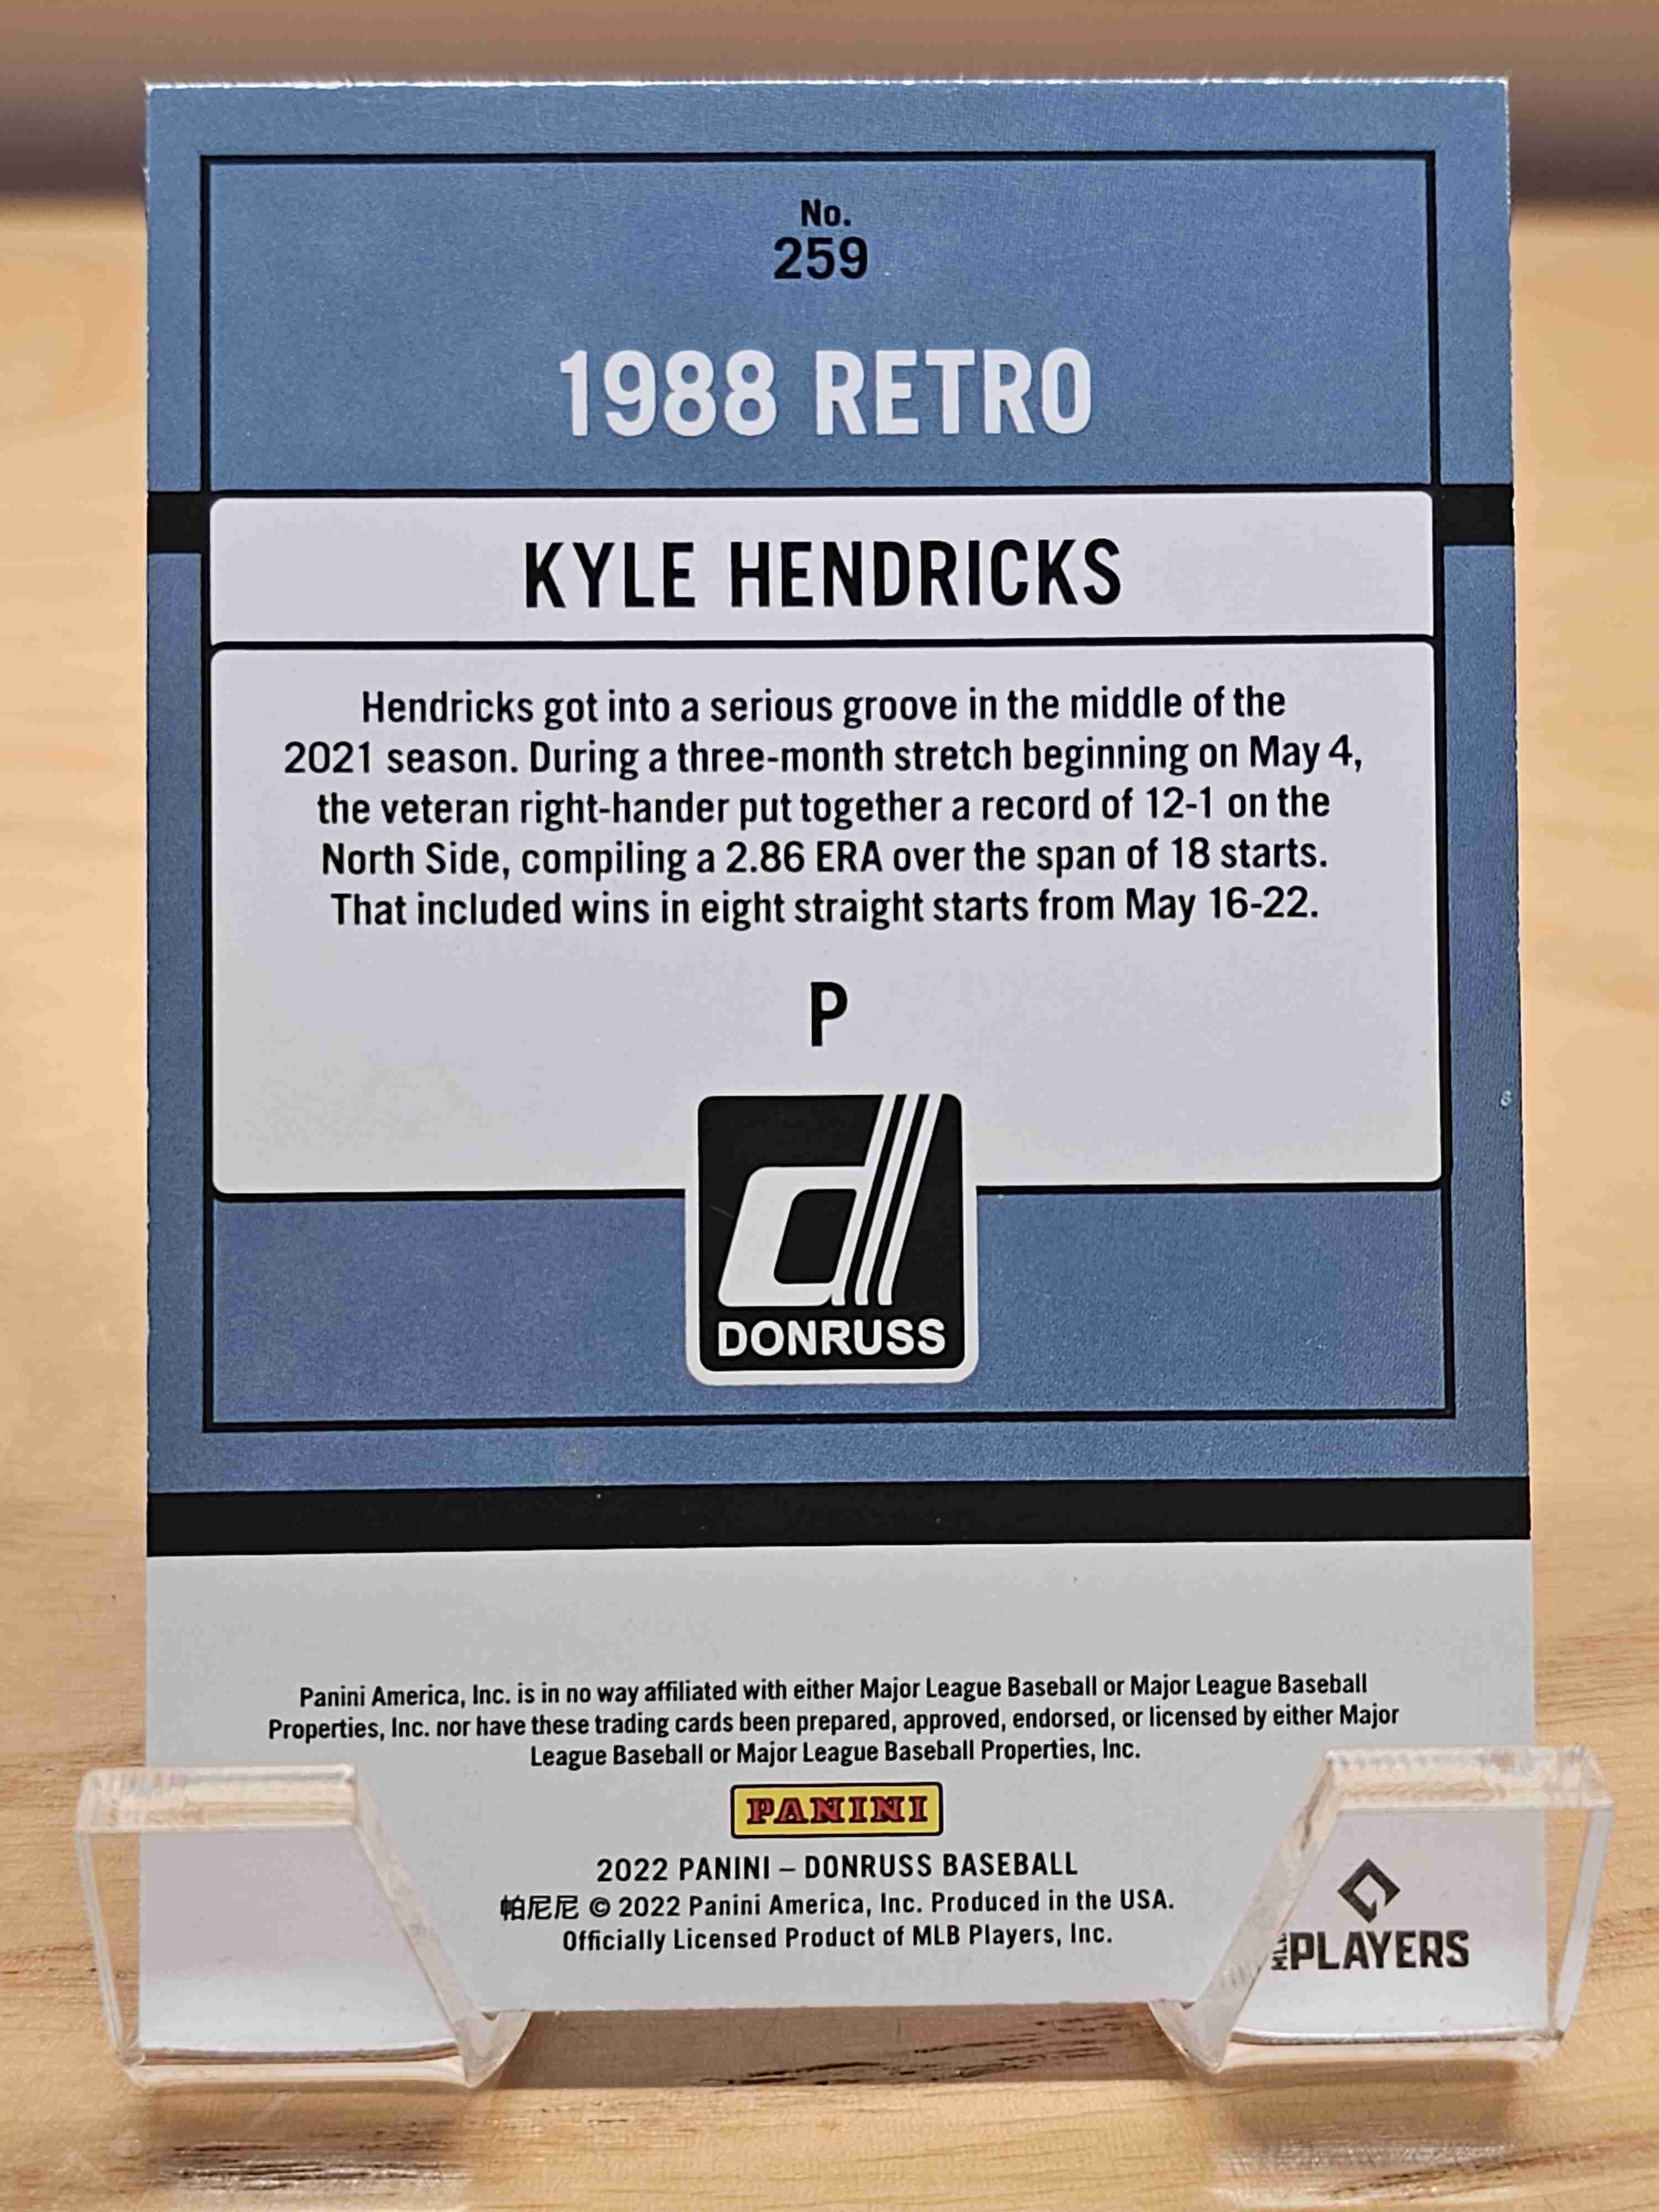 No.
259
1988 RETRO
KYLE HENDRICKS
Hendricks got into a serious groove in the middle of the
2021 season. During a three-month stretch beginning on May 4,
the veteran right-hander put together a record of 12-1 on the
North Side, compiling a 2.86 ERA over the span of 18 starts.
That included wins in eight straight starts from May 16-22.
P
DONRUSS
Panini America, Inc. is in no way affiliated with either Major League Baseball or Major League Baseball
Properties, Inc. nor have these trading cards been prepared, approved, endorsed, or licensed by either Major
League Baseball or Major League Baseball Properties, Inc.
PANINI
2022 PANINI – DONRUSS BASEBALL
帕尼尼 © 2022 Panini America, Inc. Produced in the USA.
Officially Licensed Product of MLB Players, Inc.
MLB PLAYERS